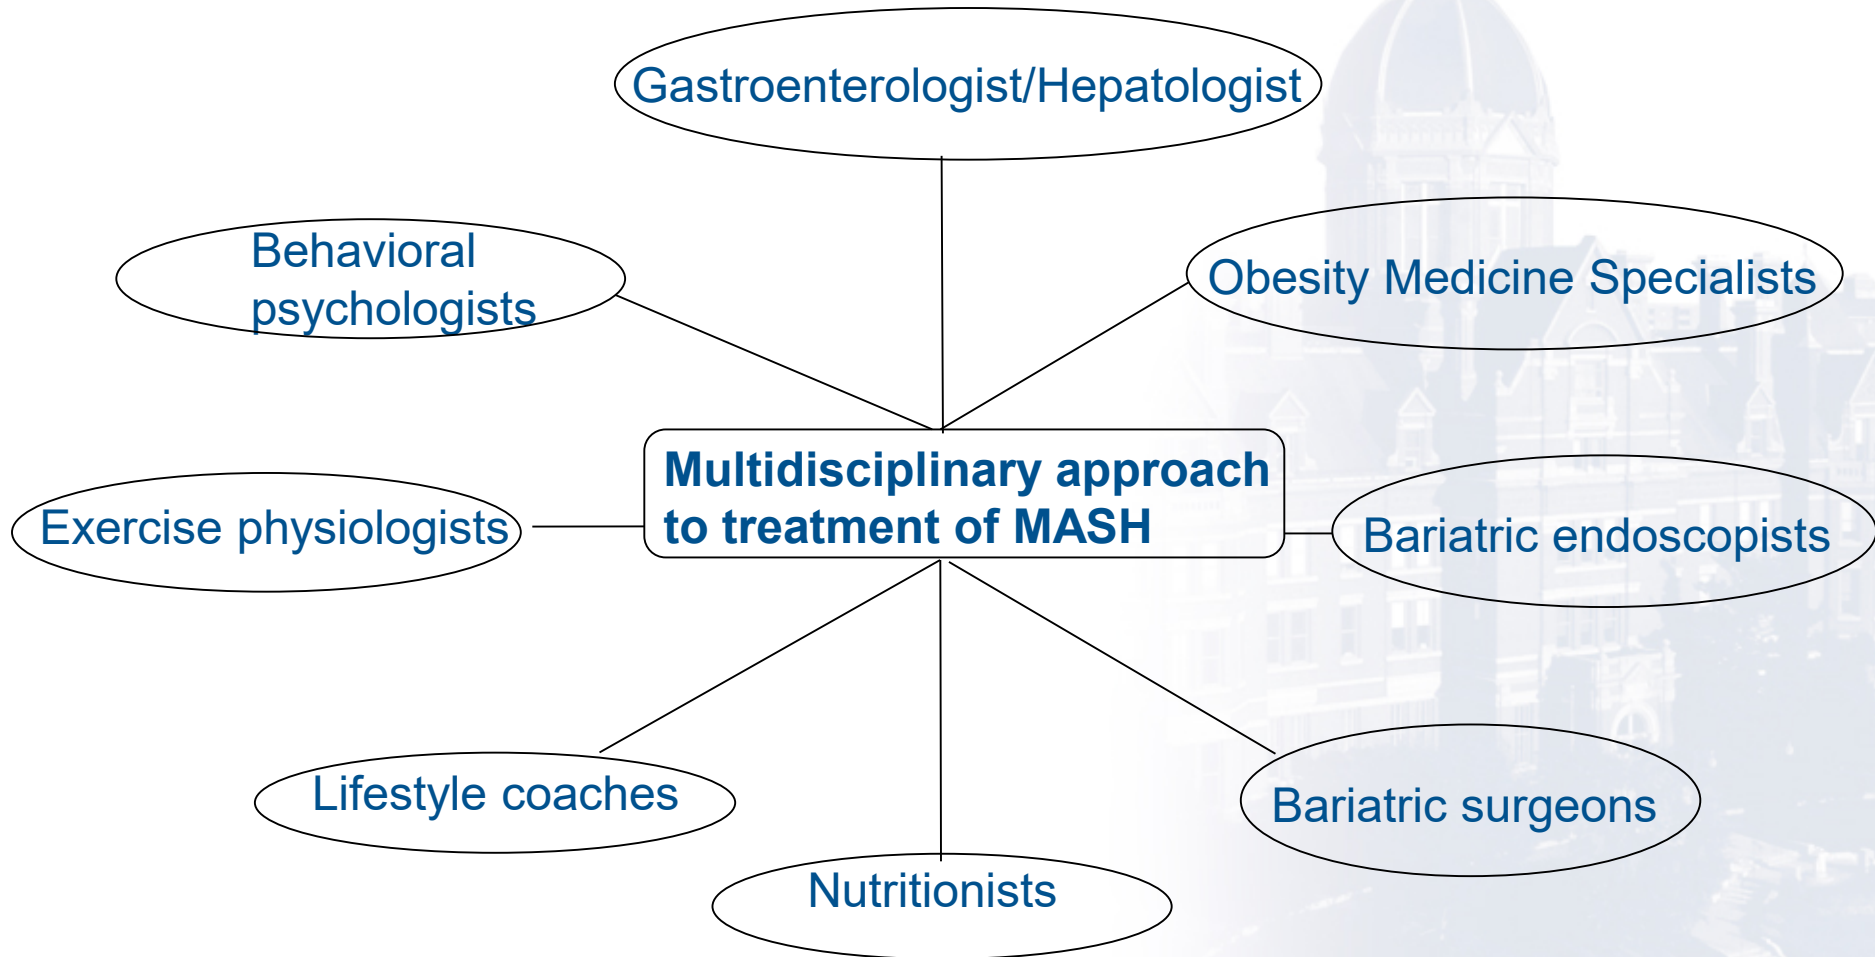 Gastroenterologist/Hepatologist
Behavioral
psychologists
Obesity Medicine Specialists
Multidisciplinary approach
to treatment of MASH
Exercise physiologists
Bariatric endoscopists
Lifestyle coaches
Bariatric surgeons
Nutritionists